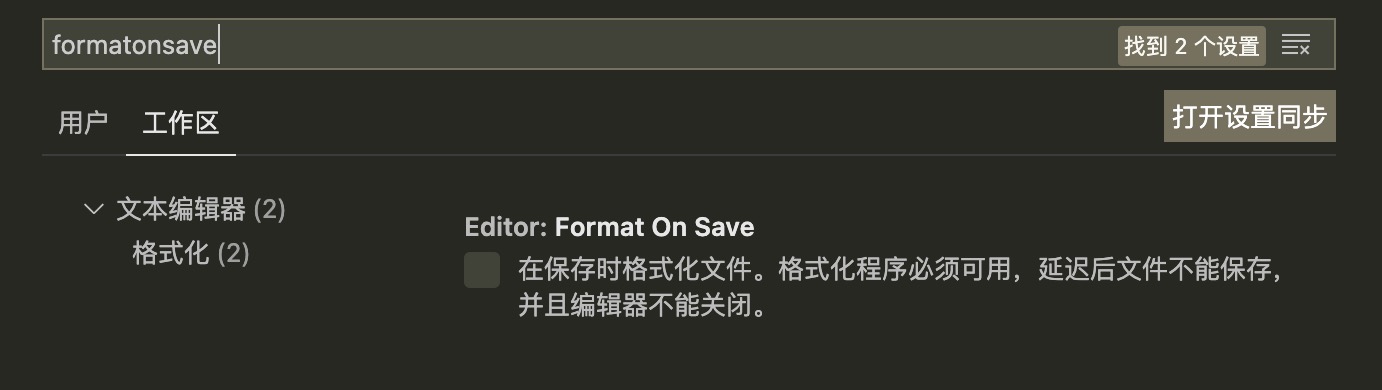 formatonsave
找到 2 个设置
用户
工作区
打开设置同步
文本编辑器 (2)
格式化 (2)
Editor: Format On Save
在保存时格式化文件。格式化程序必须可用，延迟后文件不能保存，
并且编辑器不能关闭。